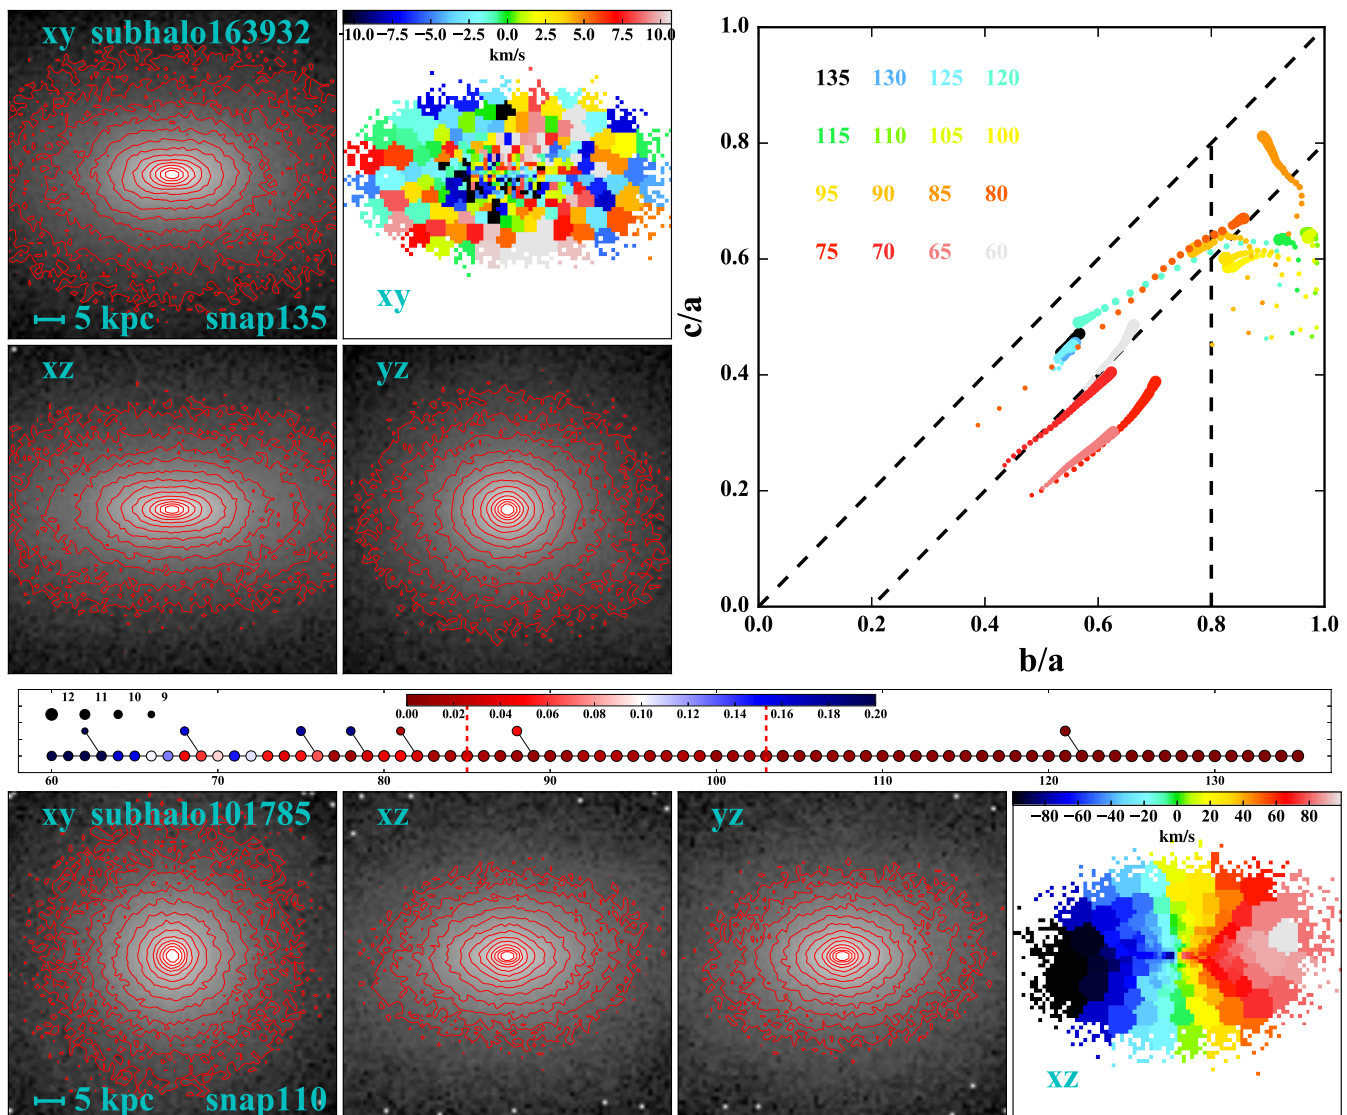 xy subhalo163932
5 kpc snap135
−10.0 −7.5 −5.0 −2.5 0.0 2.5 5.0 7.5 10.0
km/s
xy
xz
yz
1.0
0.8
0.6
0.4
0.2
0.0
c/a
135 130 125 120
115 110 105 100
95 90 85 80
75 70 65 60
0.0 0.2 0.4 0.6 0.8 1.0
b/a
12 11 10 9
0.00 0.02 0.04 0.06 0.08 0.10 0.12 0.14 0.16 0.18 0.20
60 70 80 90 100 110 120 130
xy subhalo101785
5 kpc snap110
xz
yz
−80 −60 −40 −20 0 20 40 60 80
km/s
xz